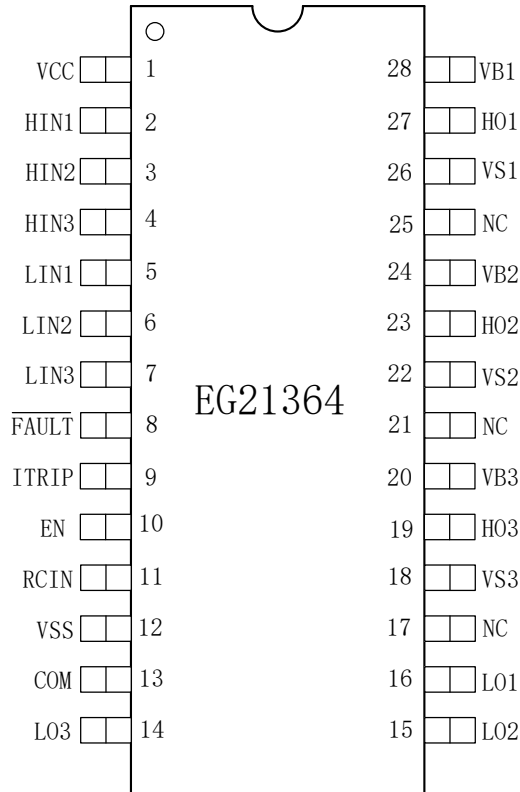 VCC 1 28 VB1
HIN1 2 27 HO1
HIN2 3 26 VS1
HIN3 4 25 NC
LIN1 5 24 VB2
LIN2 6 23 HO2
LIN3 7 22 VS2
EG21364
FAULT 8 21 NC
ITRIP 9 20 VB3
EN 10 19 HO3
RCIN 11 18 VS3
VSS 12 17 NC
COM 13 16 LO1
LO3 14 15 LO2